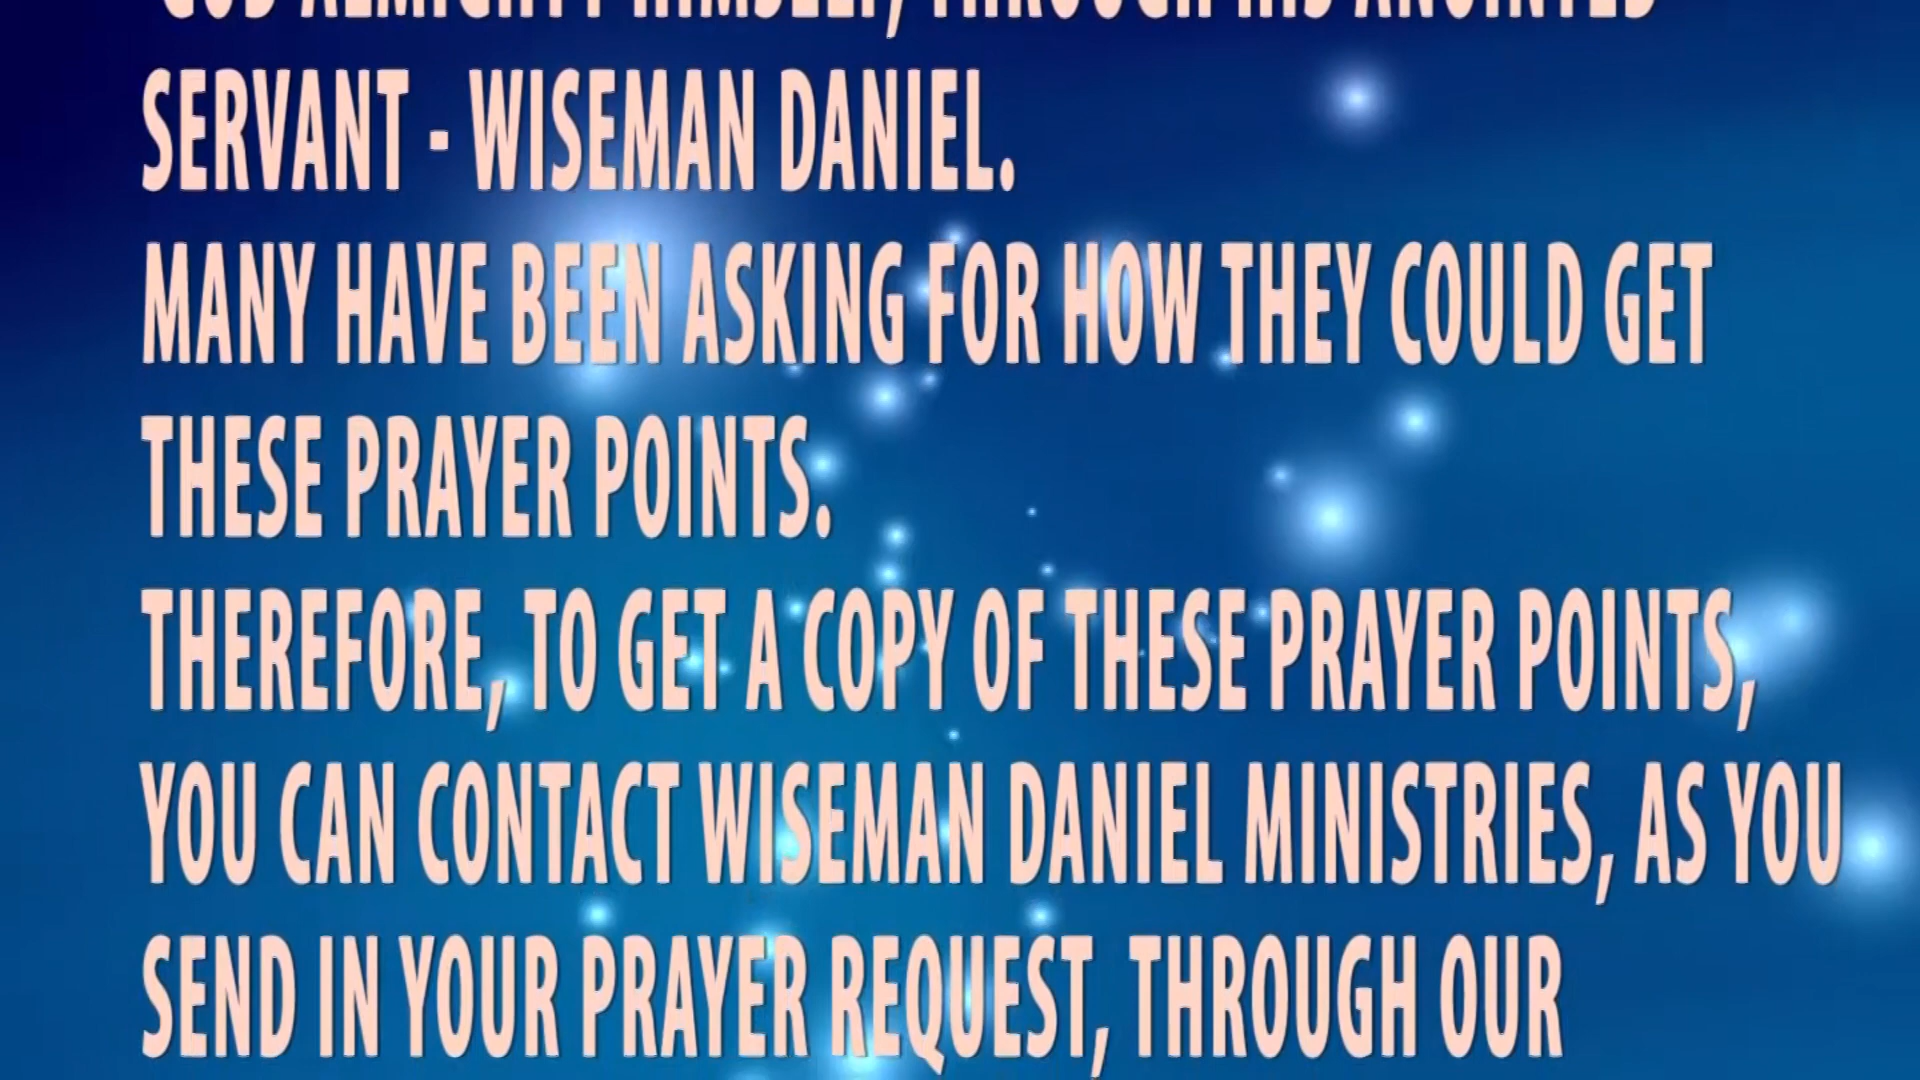 GOD ALMIGHTY HIMSELF, THROUGH HIS ANOINTED
SERVANT - WISEMAN DANIEL.
MANY HAVE BEEN ASKING FOR HOW THEY COULD GET
THESE PRAYER POINTS.
THEREFORE, TO GET A COPY OF THESE PRAYER POINTS,
YOU CAN CONTACT WISEMAN DANIEL MINISTRIES, AS YOU
SEND IN YOUR PRAYER REQUEST, THROUGH OUR